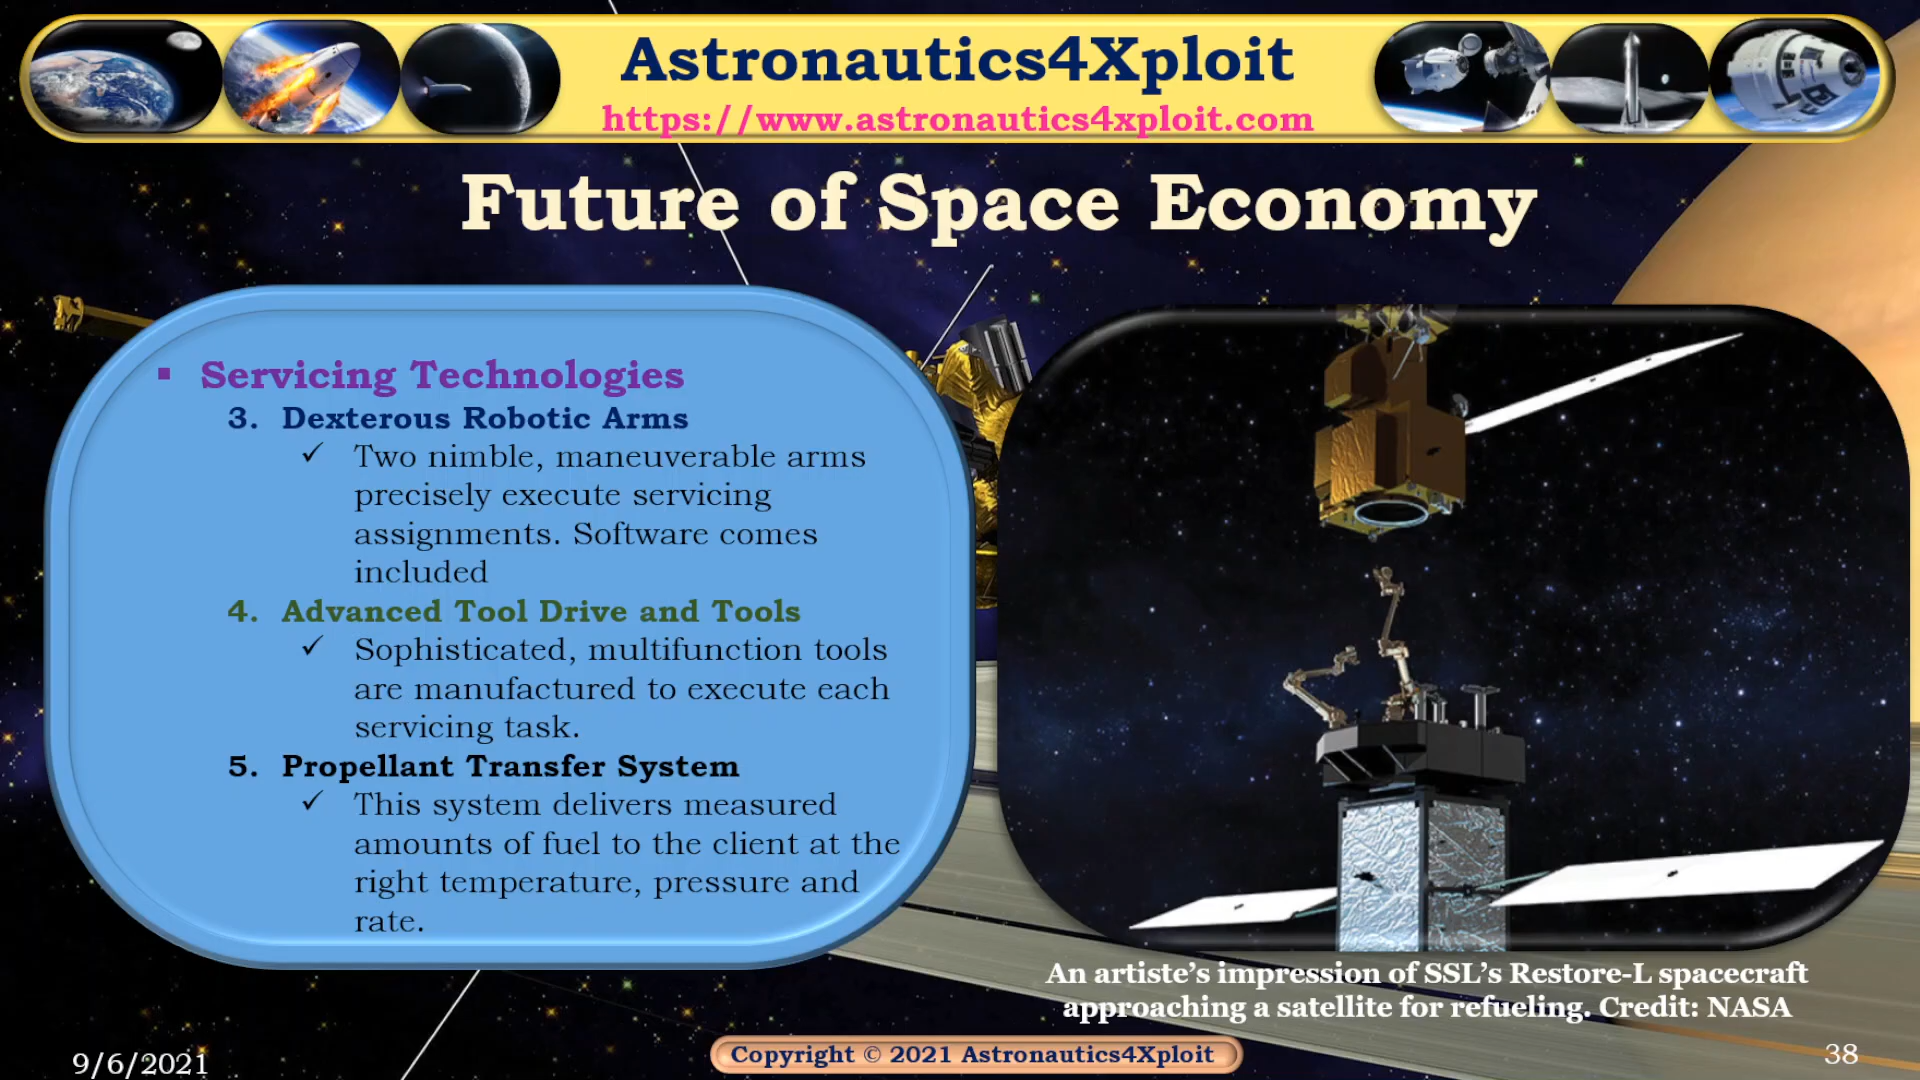 Astronautics4Xploit
https://www.astronautics4xploit.com
Future of Space Economy
▪ Servicing Technologies
3. Dexterous Robotic Arms
✓ Two nimble, maneuverable arms
precisely execute servicing
assignments. Software comes
included
4. Advanced Tool Drive and Tools
✓ Sophisticated, multifunction tools
are manufactured to execute each
servicing task.
5. Propellant Transfer System
✓ This system delivers measured
amounts of fuel to the client at the
right temperature, pressure and
rate.
An artiste’s impression of SSL’s Restore-L spacecraft
approaching a satellite for refueling. Credit: NASA
9/6/2021
Copyright © 2021 Astronautics4Xploit
38